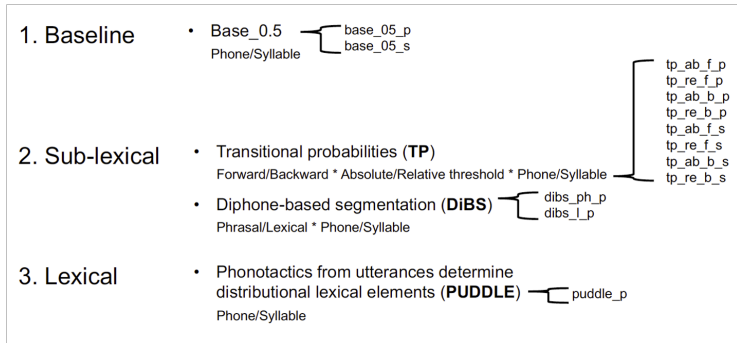 1. Baseline
• Base_0.5
Phone/Syllable
base_05_p
base_05_s
2. Sub-lexical
• Transitional probabilities (TP)
Forward/Backward * Absolute/Relative threshold * Phone/Syllable
tp_ab_f_p
tp_re_f_p
tp_ab_b_p
tp_re_b_p
tp_ab_f_s
tp_re_f_s
tp_ab_b_s
tp_re_b_s
• Diphone-based segmentation (DiBS)
Phrasal/Lexical * Phone/Syllable
dibs_ph_p
dibs_l_p
3. Lexical
• Phonotactics from utterances determine
distributional lexical elements (PUDDLE)
Phone/Syllable
puddle_p